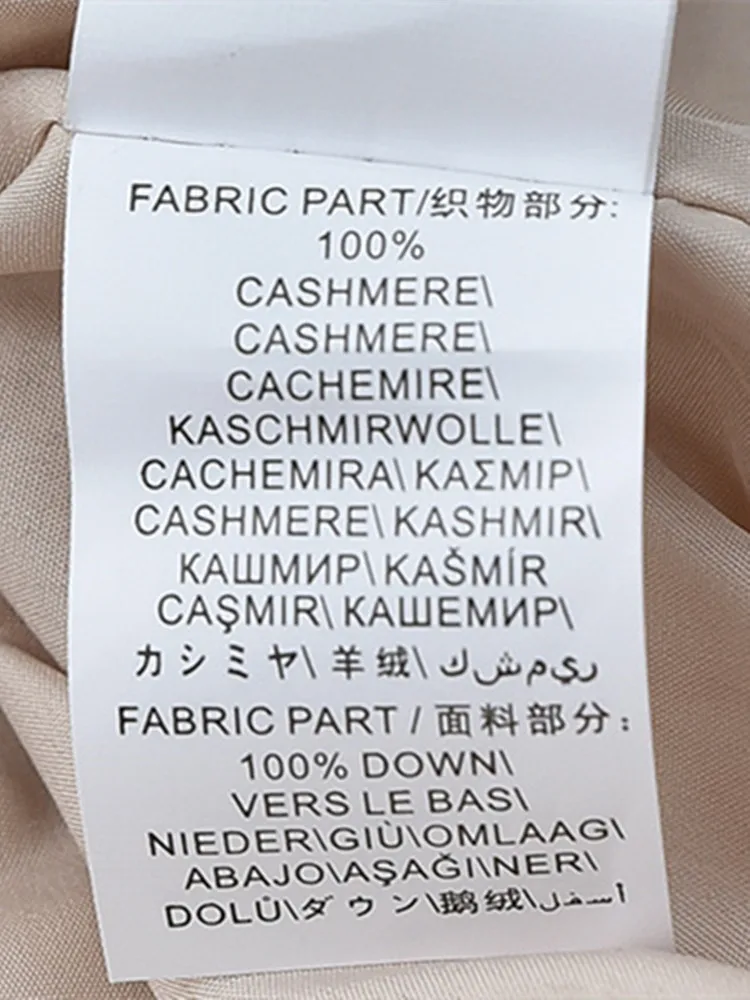 FABRIC PART/织物部分:
100%
CASHMERE\
CASHMERE\
CACHEMIRE\
KASCHMIRWOLLE\
CACHEMIRA\ ΚΑΣΜΙΡ\
CASHMERE\ KASHMIR\
КАШМИР\ KAŠMÍR
CAŞMIR\ КАШЕМИР\
カシミヤ\ 羊绒\ ريمشك
FABRIC PART / 面料部分:
100% DOWN\
VERS LE BAS\
NIEDER\GIÙ\OMLAAG\
ABAJO\AŞAĞI\NER\
DOLŮ\ダウン\鹅绒\أسفل